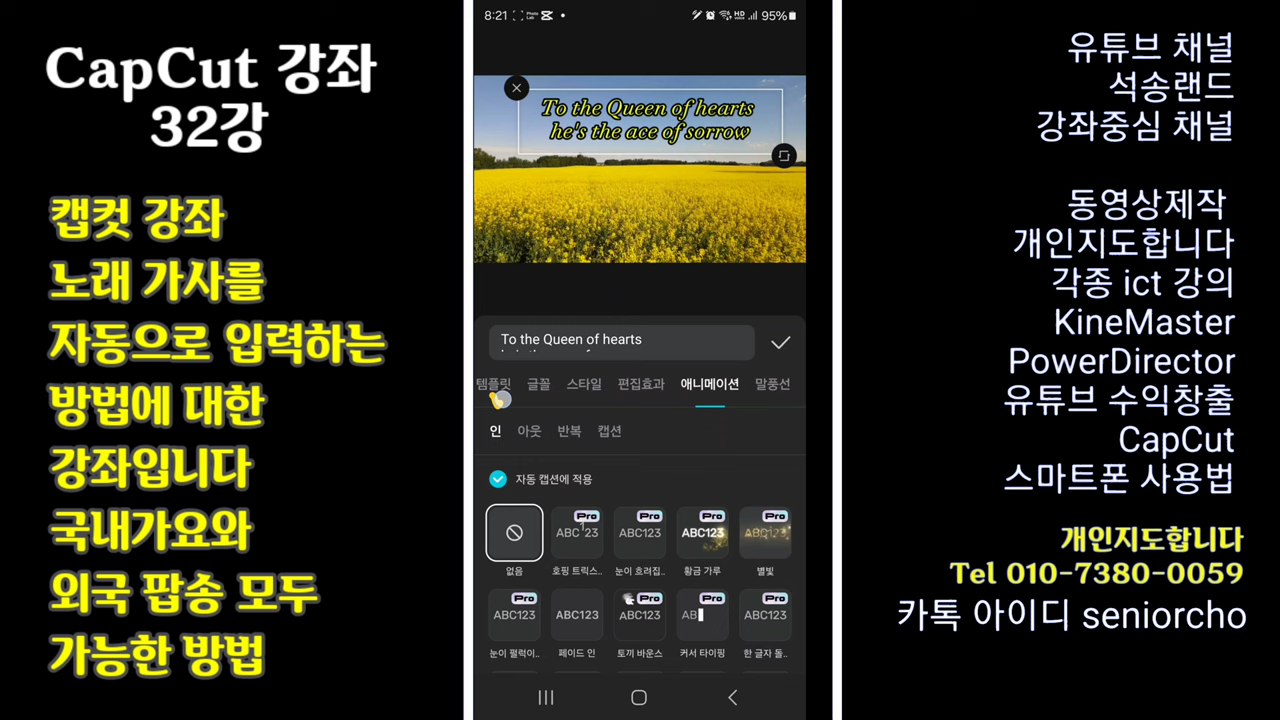 CapCut 강좌
32강
캡컷 강좌
노래 가사를
자동으로 입력하는
방법에 대한
강좌입니다
국내가요와
외국 팝송 모두
가능한 방법
8:21
95%
To the Queen of hearts
he's the ace of sorrow
To the Queen of hearts
템플릿 글꼴 스타일 편집효과 애니메이션 말풍선
인 아웃 반복 캡션
자동 캡션에 적용
Pro Pro Pro Pro
ABC123 ABC123 ABC123 ABC123
없음 호핑 트릭스.. 눈이 흐려집.. 황금 가루 별빛
Pro Pro Pro Pro
ABC123 ABC123 ABC123 AB ABC123
눈이 펄럭이.. 페이드 인 토끼 바운스 커서 타이핑 한 글자 돌..
유튜브 채널
석송랜드
강좌중심 채널
동영상제작
개인지도합니다
각종 ict 강의
KineMaster
PowerDirector
유튜브 수익창출
CapCut
스마트폰 사용법
개인지도합니다
Tel 010-7380-0059
카톡 아이디 seniorcho